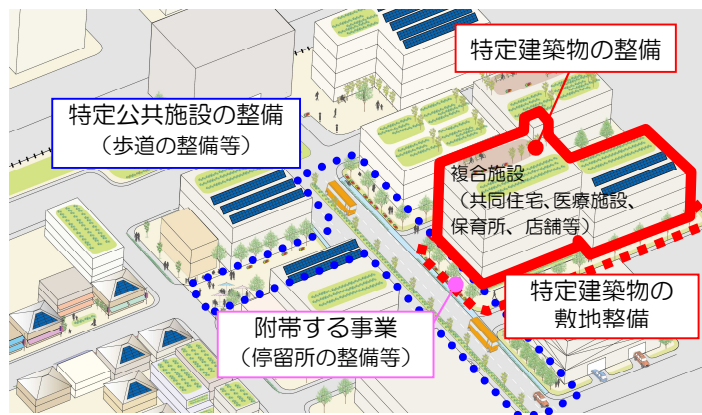 特定建築物の整備
特定公共施設の整備
（歩道の整備等）
複合施設
（共同住宅、医療施設、
保育所、店舗等）
特定建築物の
敷地整備
附帯する事業
（停留所の整備等）